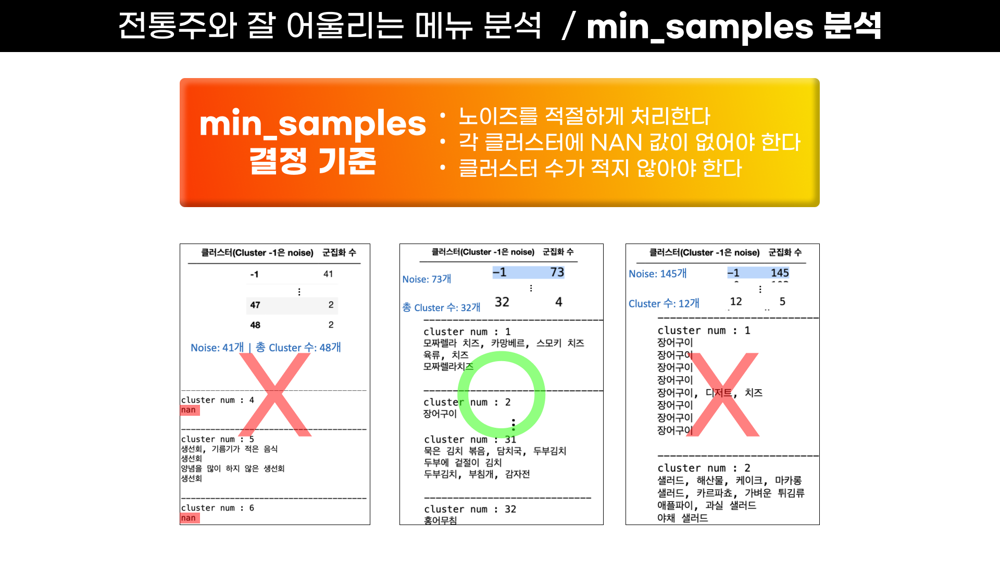 전통주와 잘 어울리는 메뉴 분석 / min_samples 분석
min_samples
결정 기준
• 노이즈를 적절하게 처리한다
• 각 클러스터에 NAN 값이 없어야 한다
• 클러스터 수가 적지 않아야 한다
클러스터(Cluster -1은 noise) 군집화 수
-1 41
⋮
47 2
48 2
Noise: 41개 | 총 Cluster 수: 48개
X
cluster num : 4
nan
cluster num : 5
생선회, 기름기가 적은 음식
생선회
양념을 많이 하지 않은 생선회
생선회
cluster num : 6
nan
클러스터(Cluster -1은 noise) 군집화 수
Noise: 73개 −1 73
⋮
총 Cluster 수: 32개 32 4
cluster num : 1
모짜렐라 치즈, 카망베르, 스모키 치즈
육류, 치즈
모짜렐라치즈
cluster num : 2
장어구이
⋮
cluster num : 31
묵은 김치 볶음, 담치국, 두부김치
두부에 겉절이 김치
두부김치, 부침개, 감자전
cluster num : 32
홍어무침
클러스터(Cluster -1은 noise) 군집화 수
Noise: 145개 −1 145
⋮
Cluster 수: 12개 12 5
cluster num : 1
장어구이
장어구이
장어구이
장어구이
장어구이, 디저트, 치즈
장어구이
장어구이
장어구이
X
cluster num : 2
샐러드, 해산물, 케이크, 마카롱
샐러드, 카르파쵸, 가벼운 튀김류
애플파이, 과실 샐러드
야채 샐러드